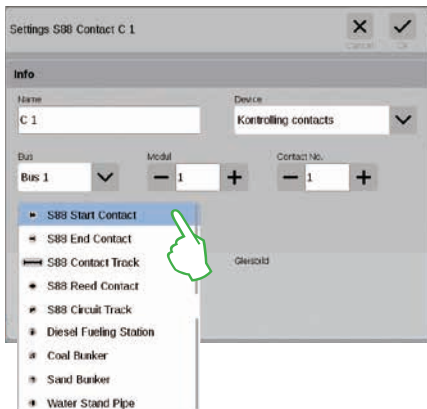 Settings S88 Contact C 1
Cancel Ok
Info
Name Device
C 1 Kontrolling contacts
Bus Modul Contact No.
Bus 1 1 1
S88 Start Contact
S88 End Contact
S88 Contact Track Gleisbild
S88 Reed Contact
S88 Circuit Track
Diesel Fueling Station
Coal Bunker
Sand Bunker
Water Stand Pipe